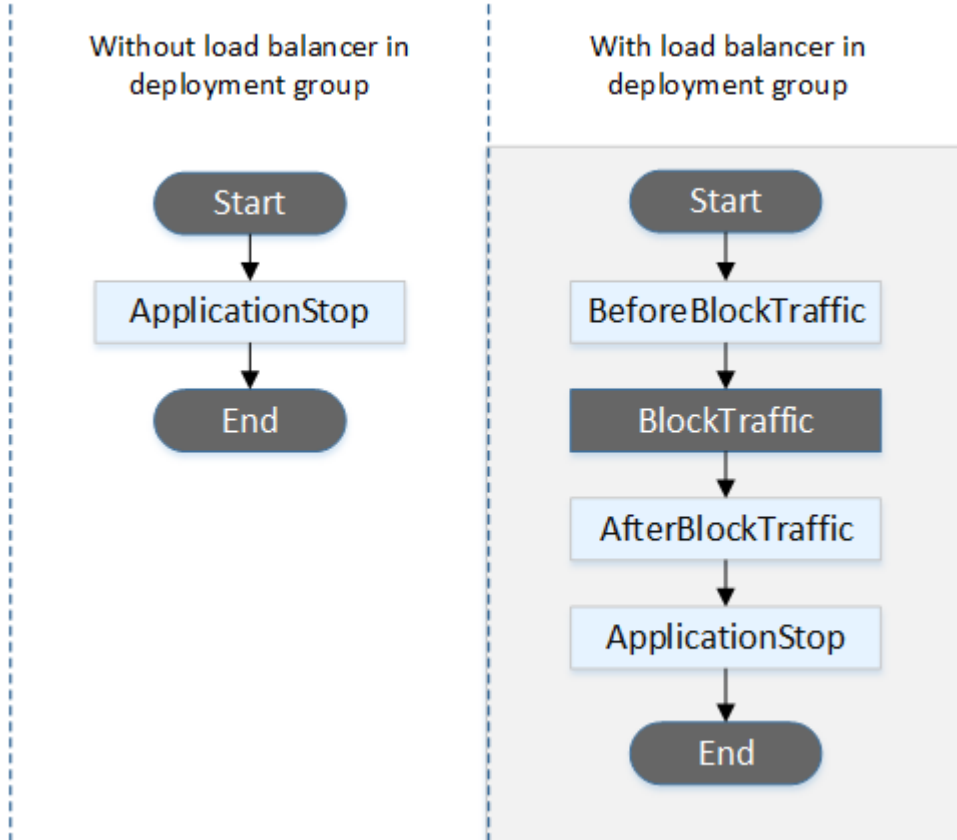 Without load balancer in
deployment group
Start
ApplicationStop
End
With load balancer in
deployment group
Start
BeforeBlockTraffic
BlockTraffic
AfterBlockTraffic
ApplicationStop
End